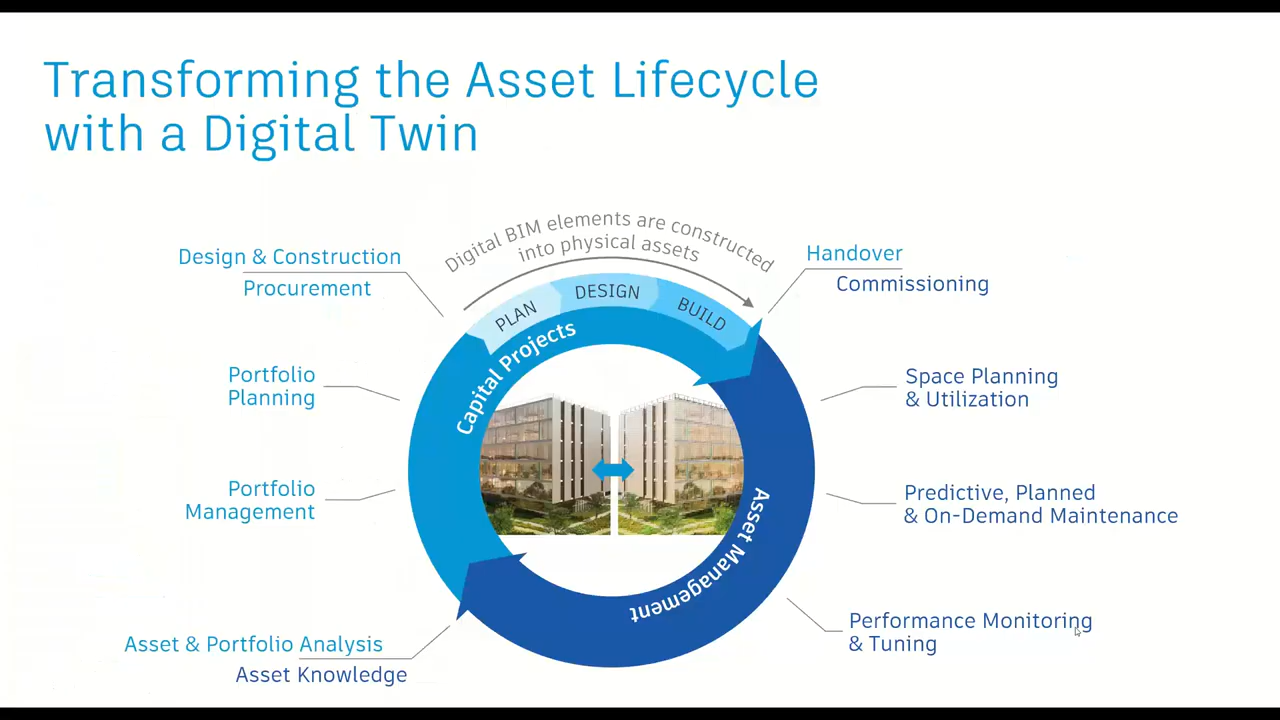 Transforming the Asset Lifecycle
with a Digital Twin
Digital BIM elements are constructed
into physical assets
Design & Construction
Procurement
Handover
Commissioning
PLAN
DESIGN
BUILD
Capital Projects
Portfolio
Planning
Space Planning
& Utilization
Portfolio
Management
Predictive, Planned
& On-Demand Maintenance
Asset Management
Performance Monitoring
& Tuning
Asset & Portfolio Analysis
Asset Knowledge